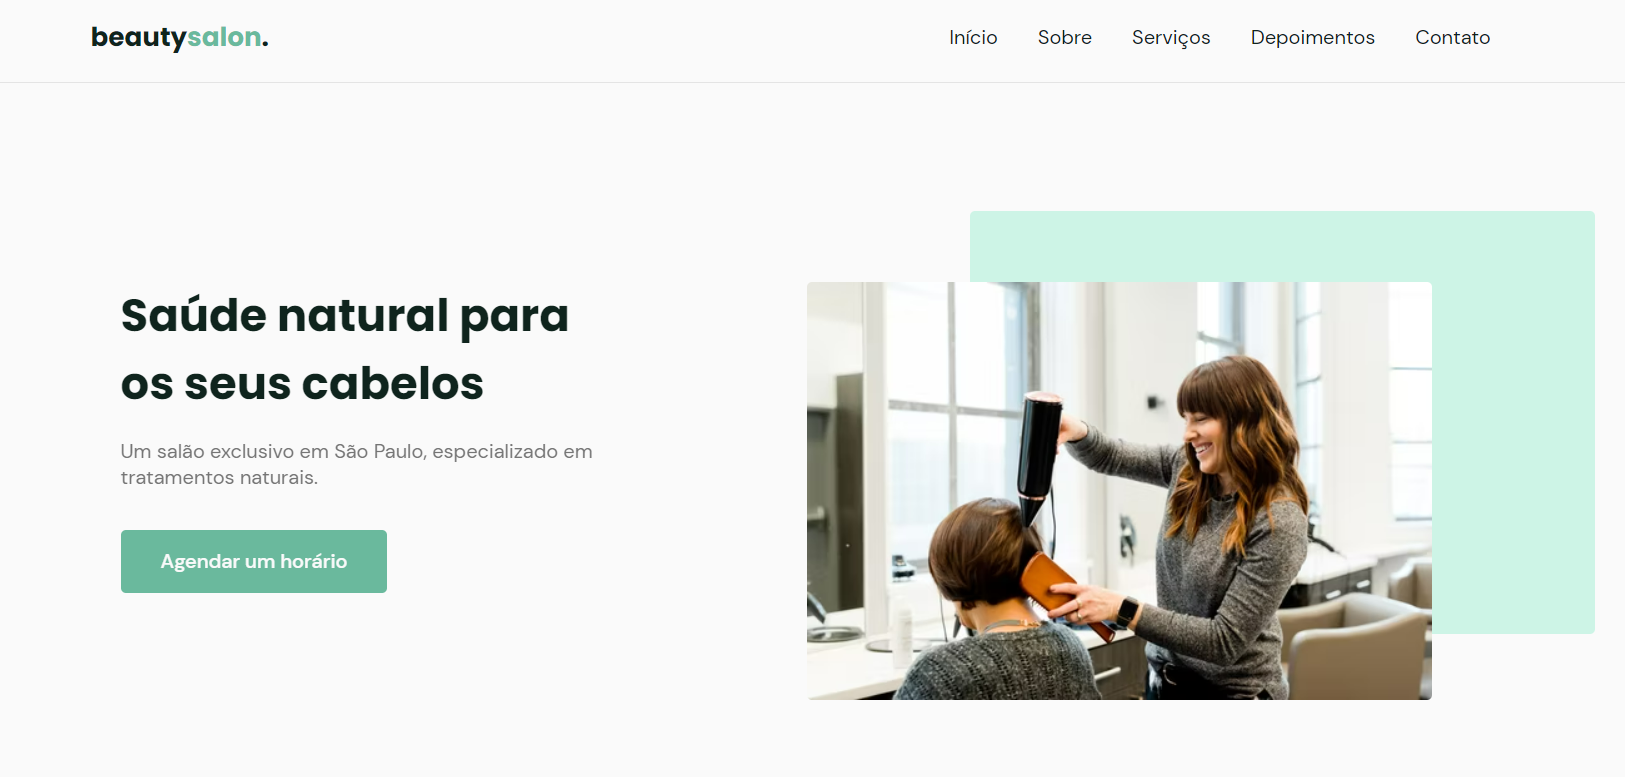 beautysalon.
Início Sobre Serviços Depoimentos Contato
Saúde natural para
os seus cabelos
Um salão exclusivo em São Paulo, especializado em
tratamentos naturais.
Agendar um horário